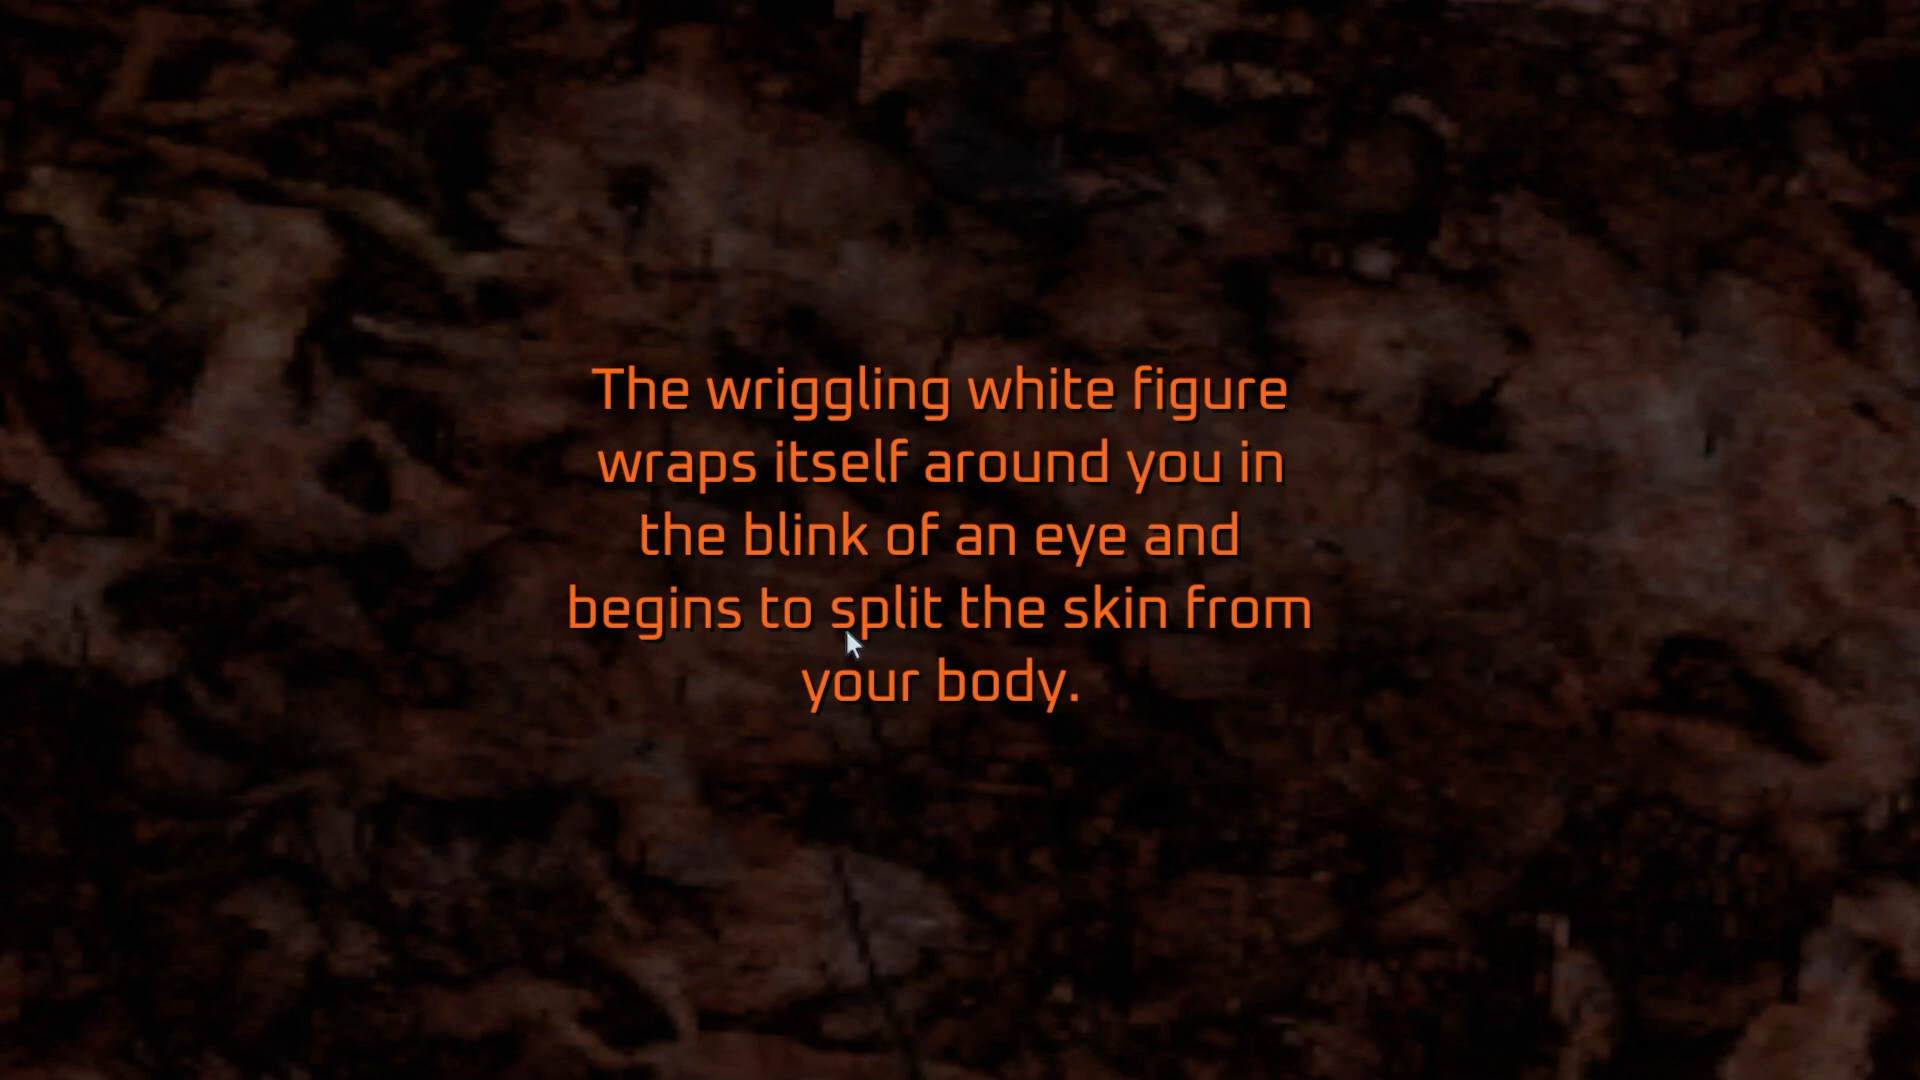 The wriggling white figure
wraps itself around you in
the blink of an eye and
begins to split the skin from
your body.